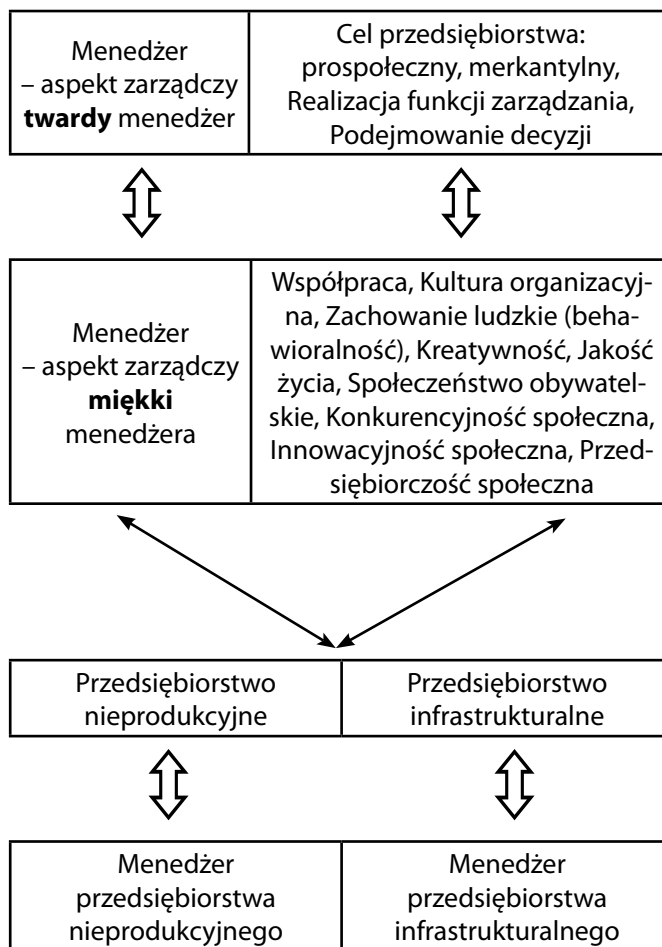 Menedżer
– aspekt zarządczy
twardy menedżer
Cel przedsiębiorstwa:
prospołeczny, merkantylny,
Realizacja funkcji zarządzania,
Podejmowanie decyzji
Menedżer
– aspekt zarządczy
miękki
menedżera
Współpraca, Kultura organizacyj-
na, Zachowanie ludzkie (beha-
wioralność), Kreatywność, Jakość
życia, Społeczeństwo obywatel-
skie, Konkurencyjność społeczna,
Innowacyjność społeczna, Przed-
siębiorczość społeczna
Przedsiębiorstwo
nieprodukcyjne
Przedsiębiorstwo
infrastrukturalne
Menedżer
przedsiębiorstwa
nieprodukcyjnego
Menedżer
przedsiębiorstwa
infrastrukturalnego